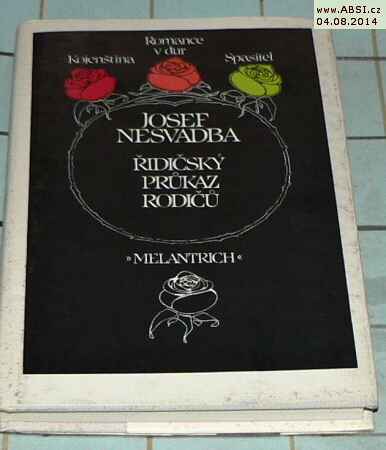 www.ABSI.cz
04.08.2014
Romance
v dur
Kojenština
Spasitel
JOSEF
NESVADBA
ŘIDIČSKÝ
PRŮKAZ
RODIČŮ
»MELANTRICH«